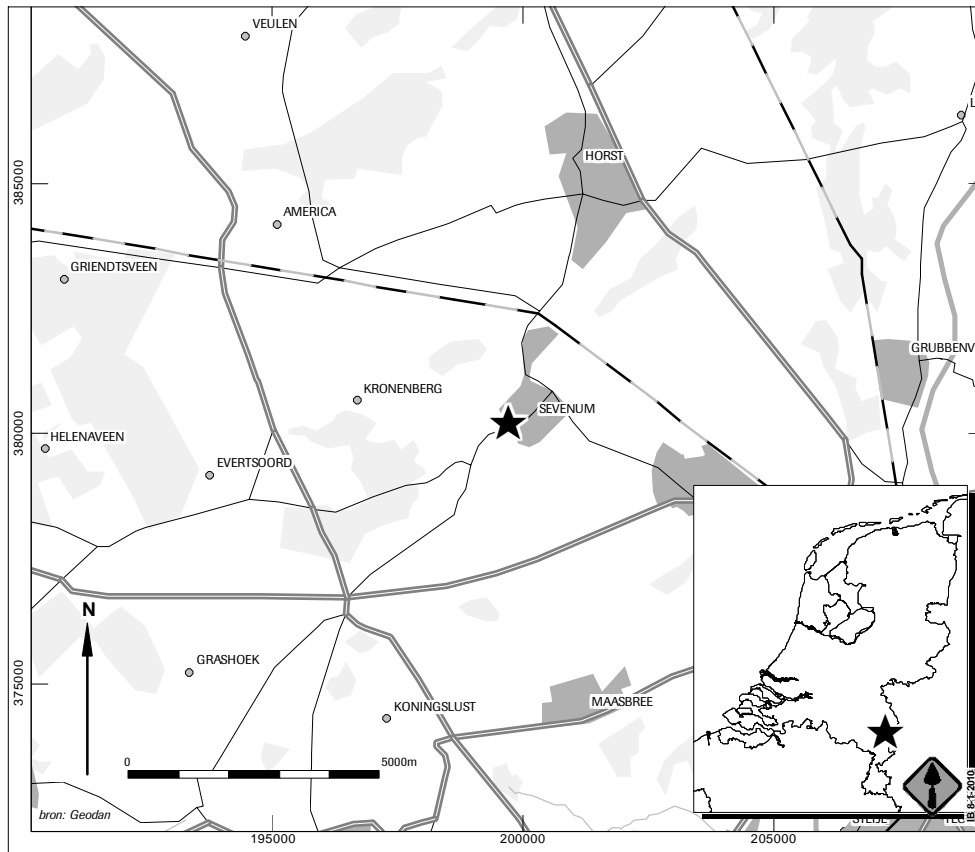 VEULEN
L
HORST
385000
AMERICA
GRIENDTSVEEN
GRUBBENV
KRONENBERG
SEVENUM
380000
HELENAVEEN
EVERTSOORD
N
GRASHOEK
375000
MAASBREE
KONINGSLUST
0
5000m
bron: Geodan
IB 8-1-2010
195000
200000
205000